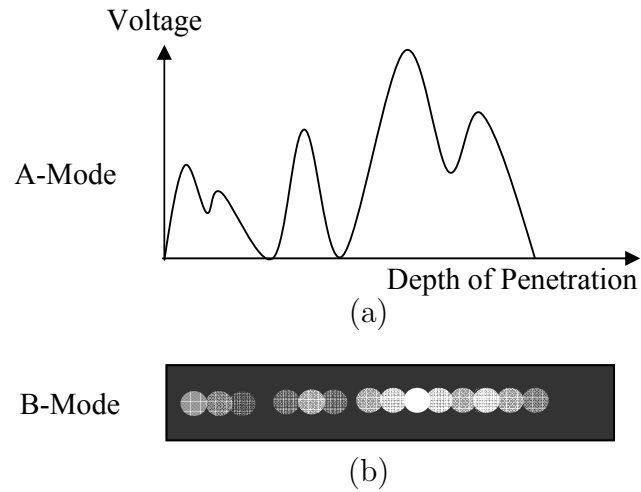 Voltage
A-Mode
Depth of Penetration
(a)
B-Mode
(b)